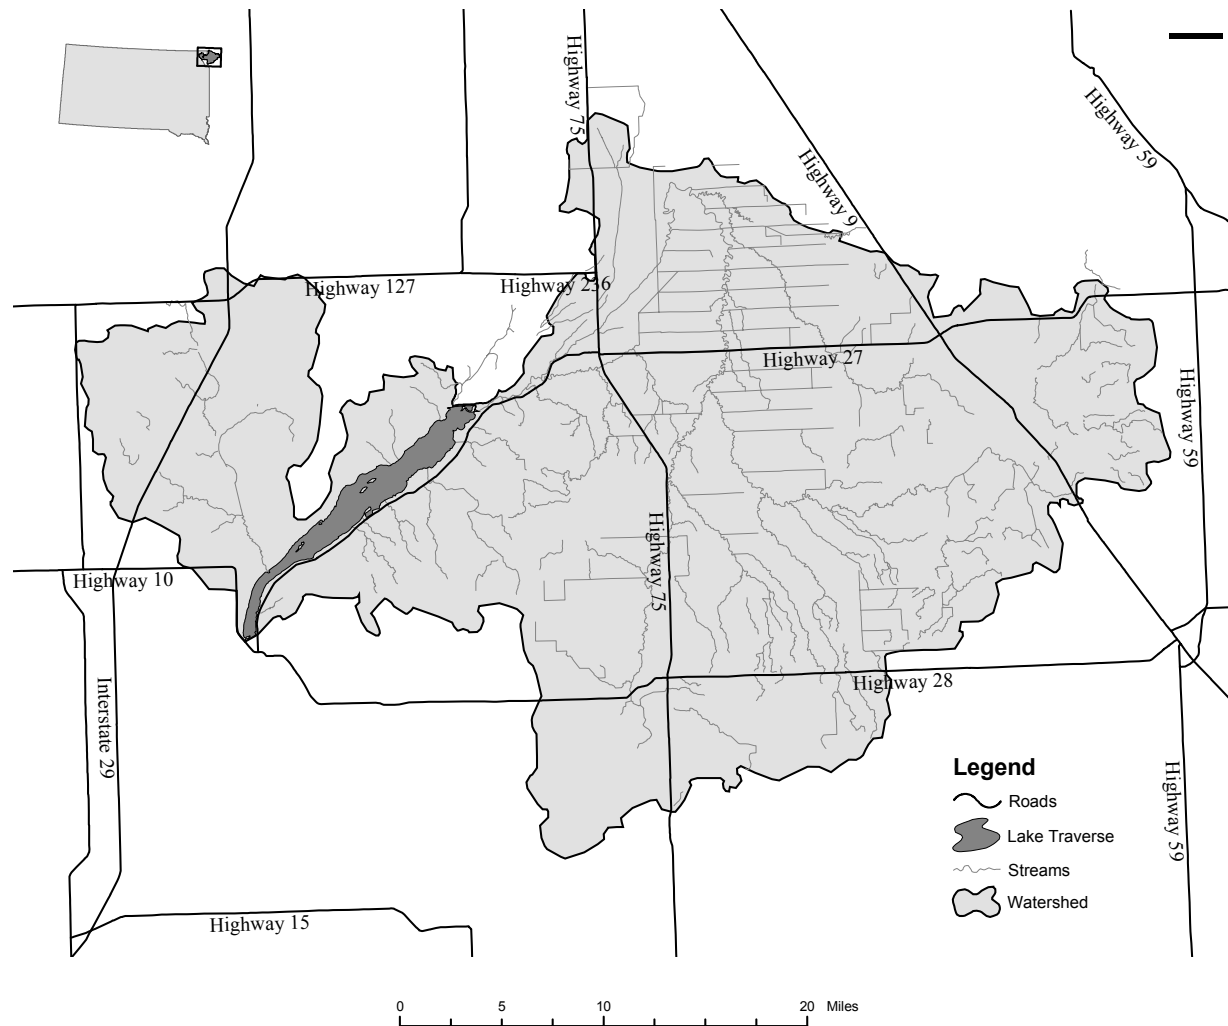 Highway 75
Highway 59
Highway 9
Highway 127
Highway 236
Highway 27
Highway 59
Highway 75
Highway 10
Interstate 29
Highway 28
Highway 59
Highway 15
Legend
Roads
Lake Traverse
Streams
Watershed
0 5 10 20 Miles